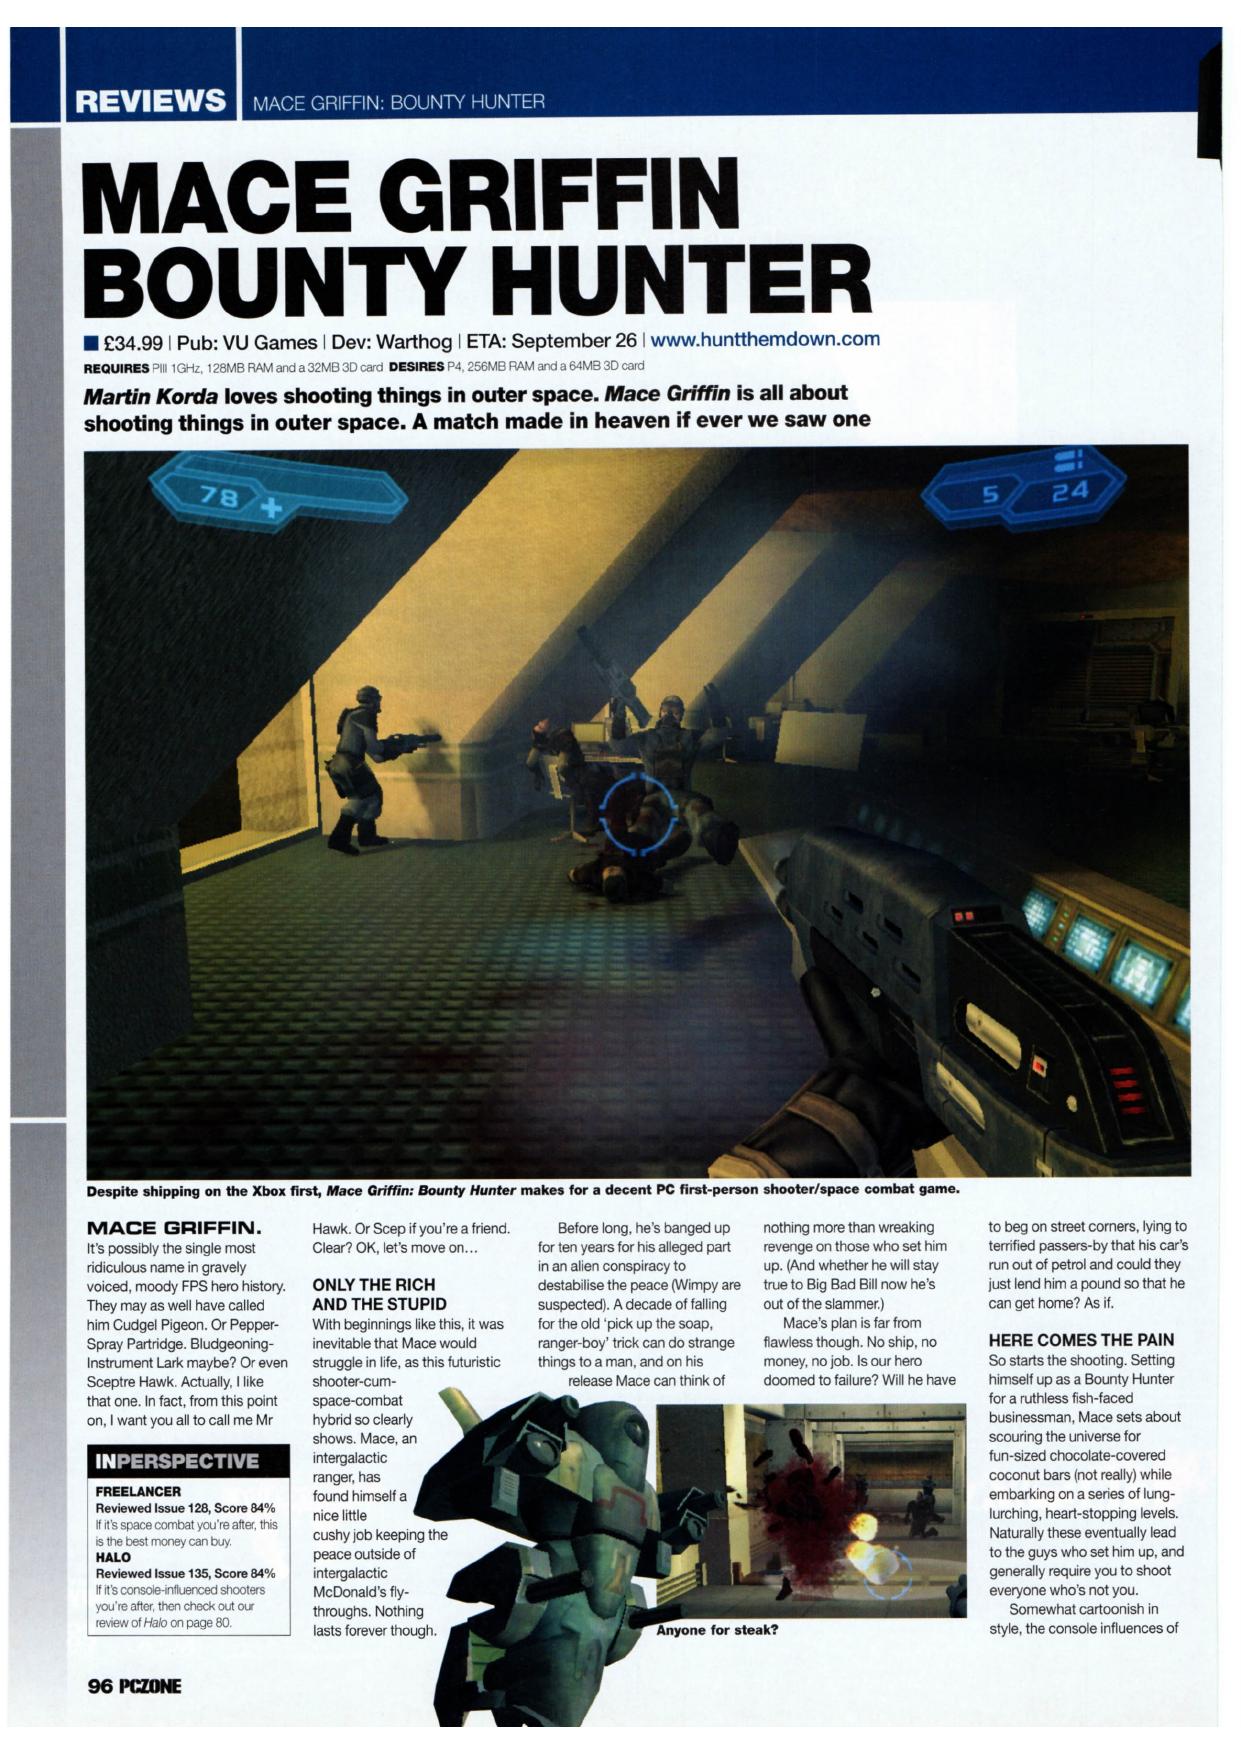 REVIEWS
MACE GRIFFIN: BOUNTY HUNTER
MACE GRIFFIN
BOUNTY HUNTER
£34.99 | Pub: VU Games | Dev: Warthog | ETA: September 26 | www.huntthemdown.com
REQUIRES PIII 1GHz, 128MB RAM and a 32MB 3D card DESIRES P4, 256MB RAM and a 64MB 3D card
Martin Korda loves shooting things in outer space. Mace Griffin is all about
shooting things in outer space. A match made in heaven if ever we saw one
78
5 24
Despite shipping on the Xbox first, Mace Griffin: Bounty Hunter makes for a decent PC first-person shooter/space combat game.
MACE GRIFFIN.
It's possibly the single most
ridiculous name in gravely
voiced, moody FPS hero history.
They may as well have called
him Cudgel Pigeon. Or Pepper-
Spray Partridge. Bludgeoning-
Instrument Lark maybe? Or even
Sceptre Hawk. Actually, I like
that one. In fact, from this point
on, I want you all to call me Mr
Hawk. Or Scep if you're a friend.
Clear? OK, let's move on...
ONLY THE RICH
AND THE STUPID
With beginnings like this, it was
inevitable that Mace would
struggle in life, as this futuristic
shooter-cum-
space-combat
hybrid so clearly
shows. Mace, an
intergalactic
ranger, has
found himself a
nice little
cushy job keeping the
peace outside of
intergalactic
McDonald's fly-
throughs. Nothing
lasts forever though.
Before long, he's banged up
for ten years for his alleged part
in an alien conspiracy to
destabilise the peace (Wimpy are
suspected). A decade of falling
for the old 'pick up the soap,
ranger-boy' trick can do strange
things to a man, and on his
release Mace can think of
nothing more than wreaking
revenge on those who set him
up. (And whether he will stay
true to Big Bad Bill now he's
out of the slammer.)
Mace's plan is far from
flawless though. No ship, no
money, no job. Is our hero
doomed to failure? Will he have
to beg on street corners, lying to
terrified passers-by that his car's
run out of petrol and could they
just lend him a pound so that he
can get home? As if.
HERE COMES THE PAIN
So starts the shooting. Setting
himself up as a Bounty Hunter
for a ruthless fish-faced
businessman, Mace sets about
scouring the universe for
fun-sized chocolate-covered
coconut bars (not really) while
embarking on a series of lung-
lurching, heart-stopping levels.
Naturally these eventually lead
to the guys who set him up, and
generally require you to shoot
everyone who's not you.
Somewhat cartoonish in
style, the console influences of
INPERSPECTIVE
FREELANCER
Reviewed Issue 128, Score 84%
If it's space combat you're after, this
is the best money can buy.
HALO
Reviewed Issue 135, Score 84%
If it's console-influenced shooters
you're after, then check out our
review of Halo on page 80.
Anyone for steak?
96 PCZONE